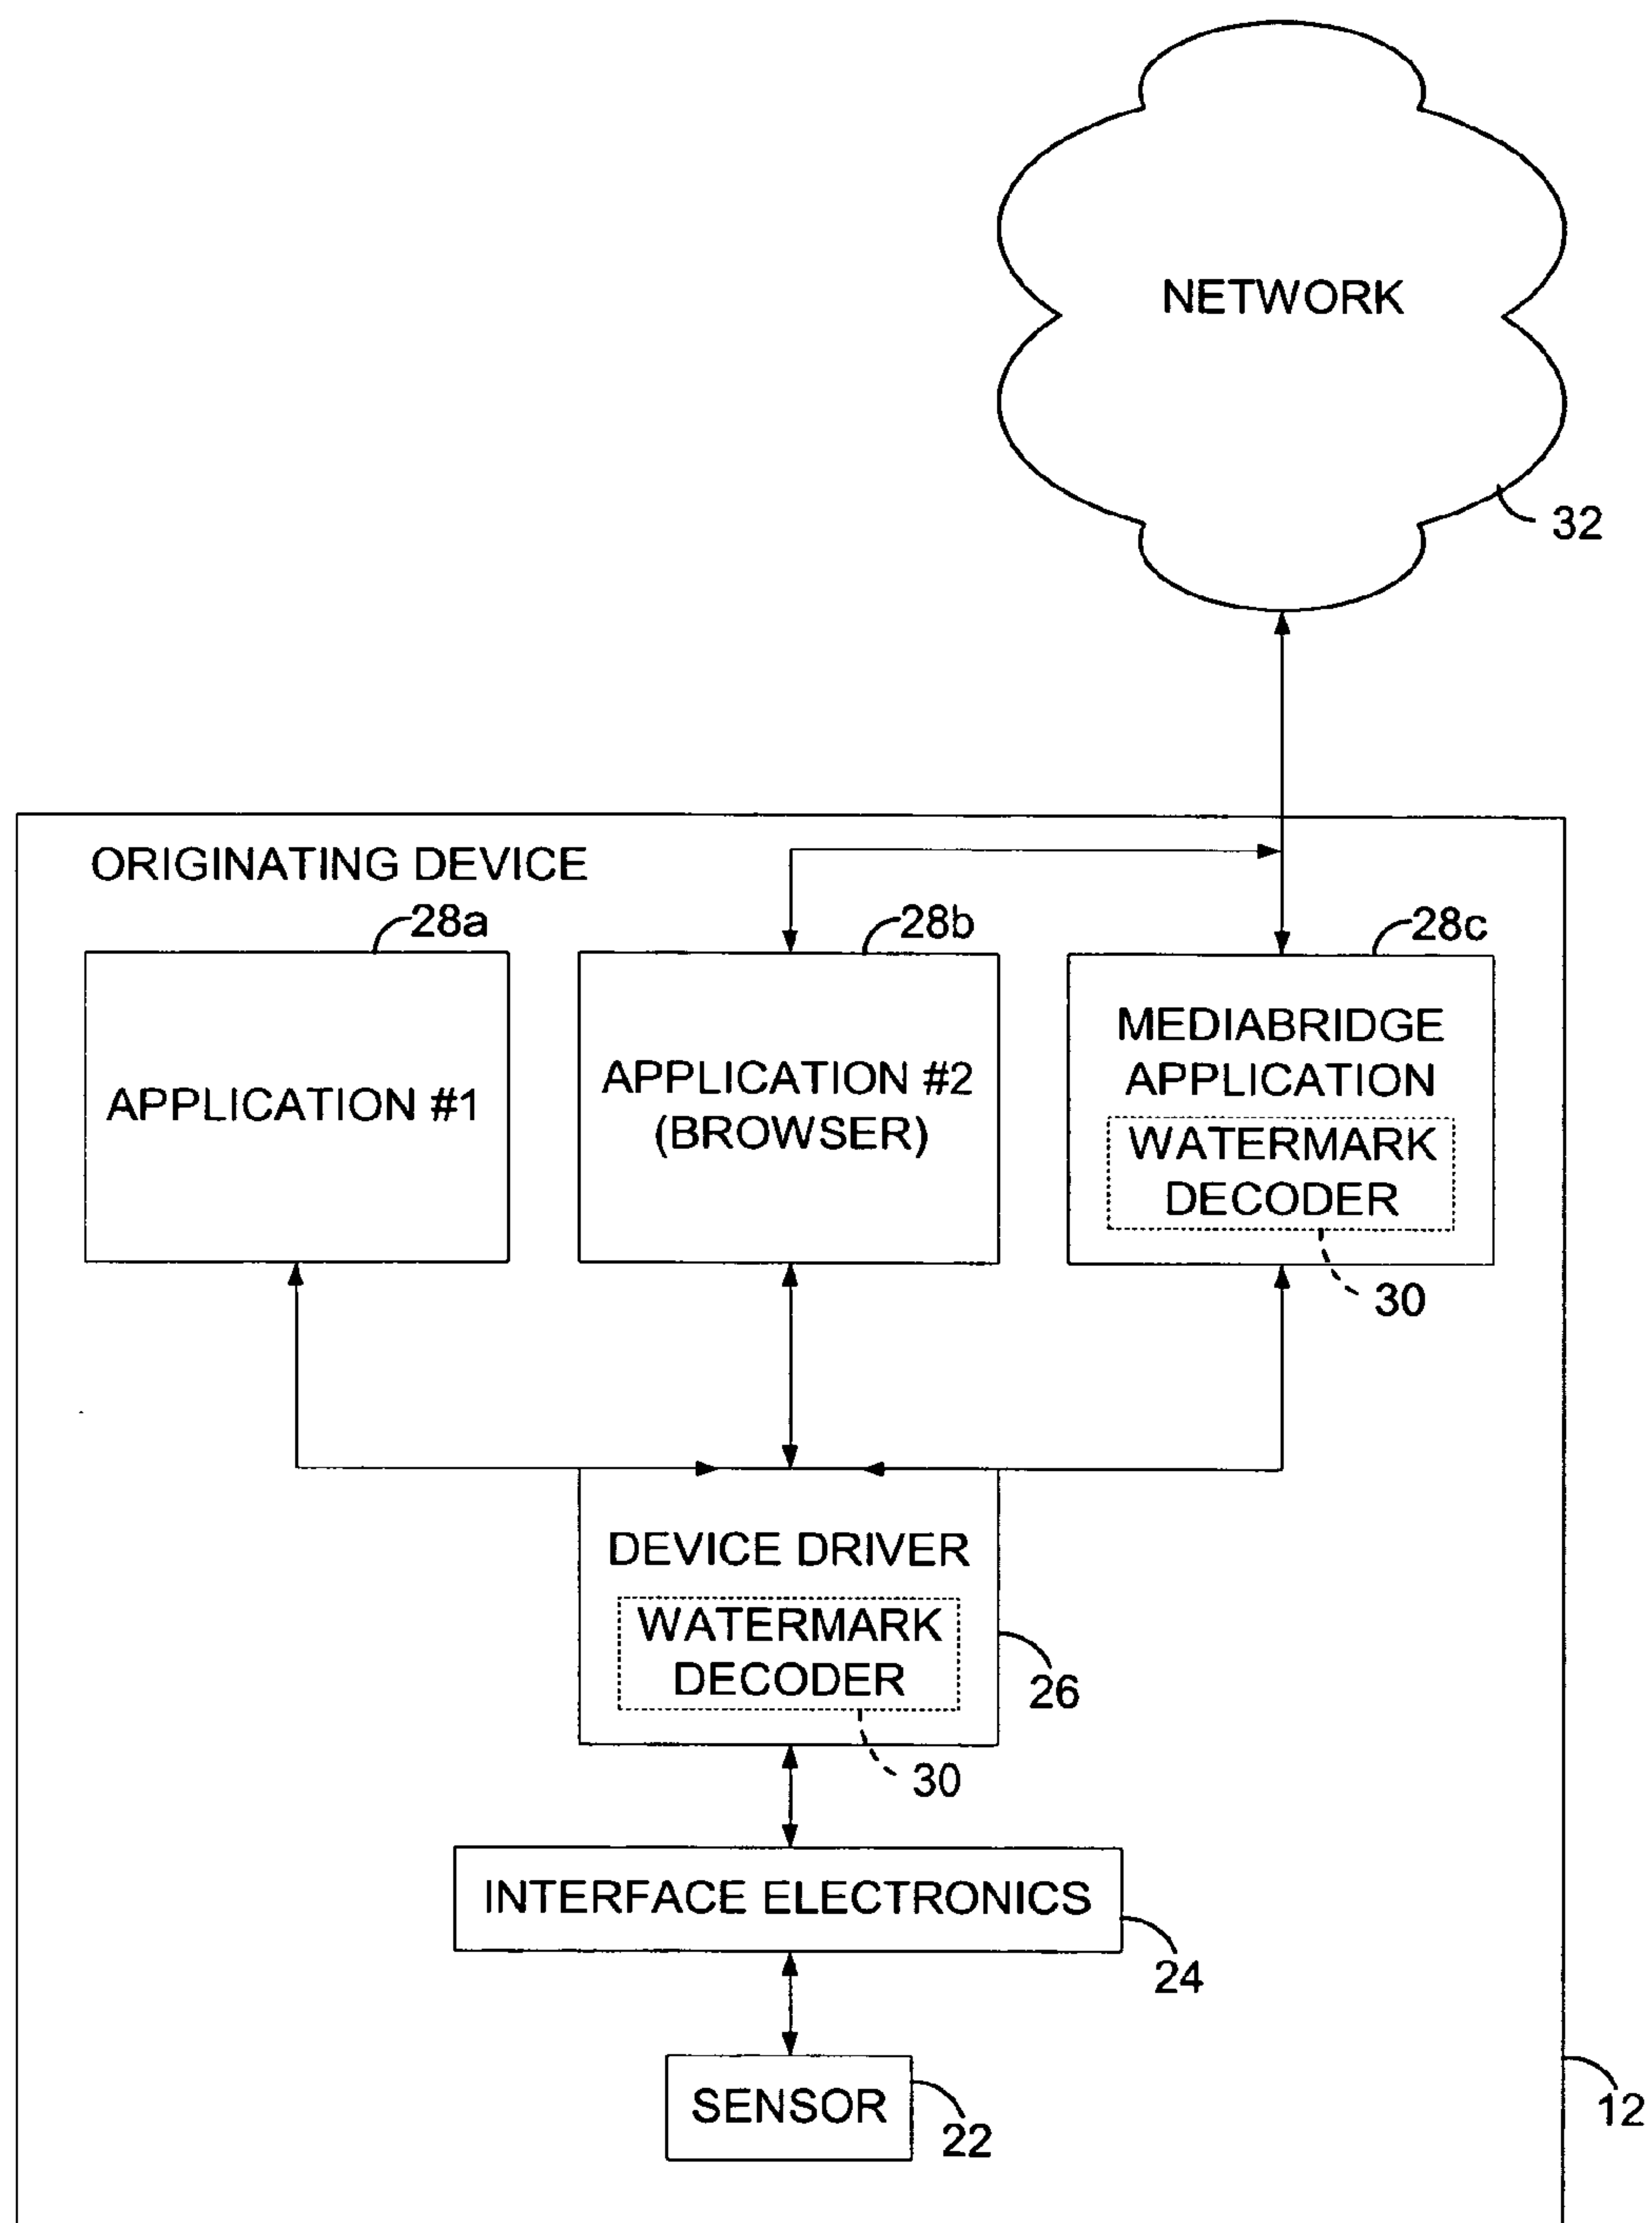 NETWORK
32
ORIGINATING DEVICE
28a
28b
28c
APPLICATION #1
APPLICATION #2
(BROWSER)
MEDIABRIDGE
APPLICATION
WATERMARK
DECODER
30
DEVICE DRIVER
WATERMARK
DECODER
26
30
INTERFACE ELECTRONICS
24
SENSOR
22
12